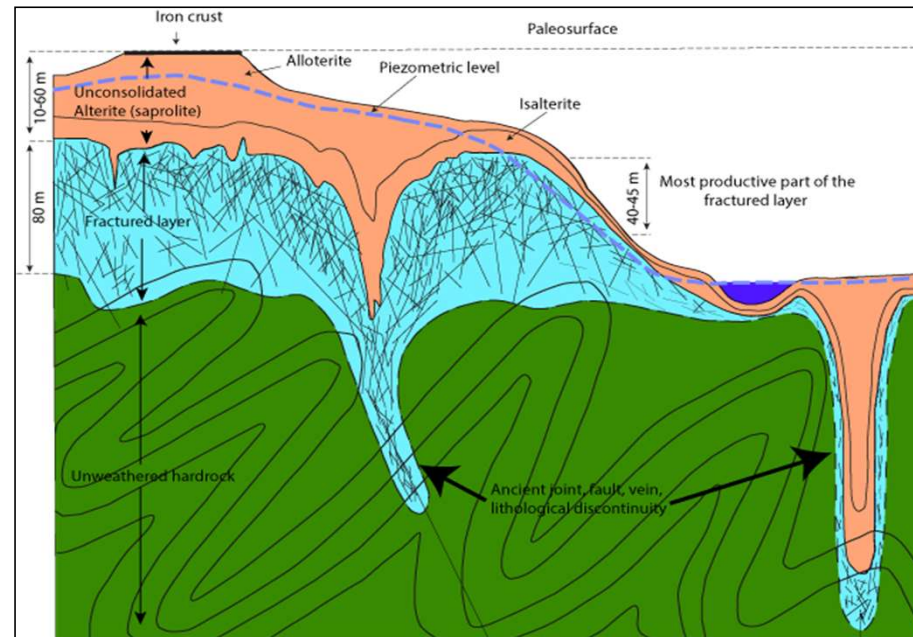 Iron crust
Paleosurface
Alloterite
Piezometric level
10-60 m
Unconsolidated
Alterite (saprolite)
Isalterite
80 m
Fractured layer
40-45 m
Most productive part of the
fractured layer
Unweathered hardrock
Ancient joint, fault, vein,
lithological discontinuity